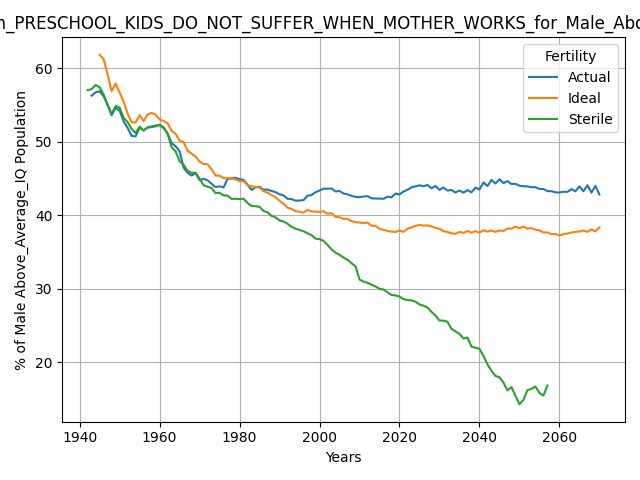 n_PRESCHOOL_KIDS_DO_NOT_SUFFER_WHEN_MOTHER_WORKS_for_Male_Abo
Fertility
Actual
Ideal
Sterile
% of Male Above_Average_IQ Population
60
50
40
30
20
1940
1960
1980
2000
2020
2040
2060
Years